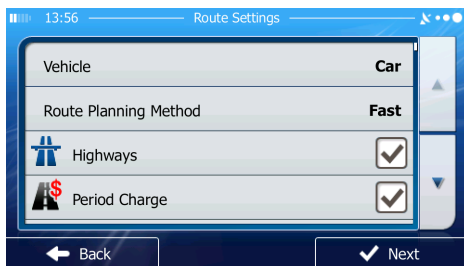 13:56 Route Settings
Vehicle Car
Route Planning Method Fast
Highways
$ Period Charge
Back Next